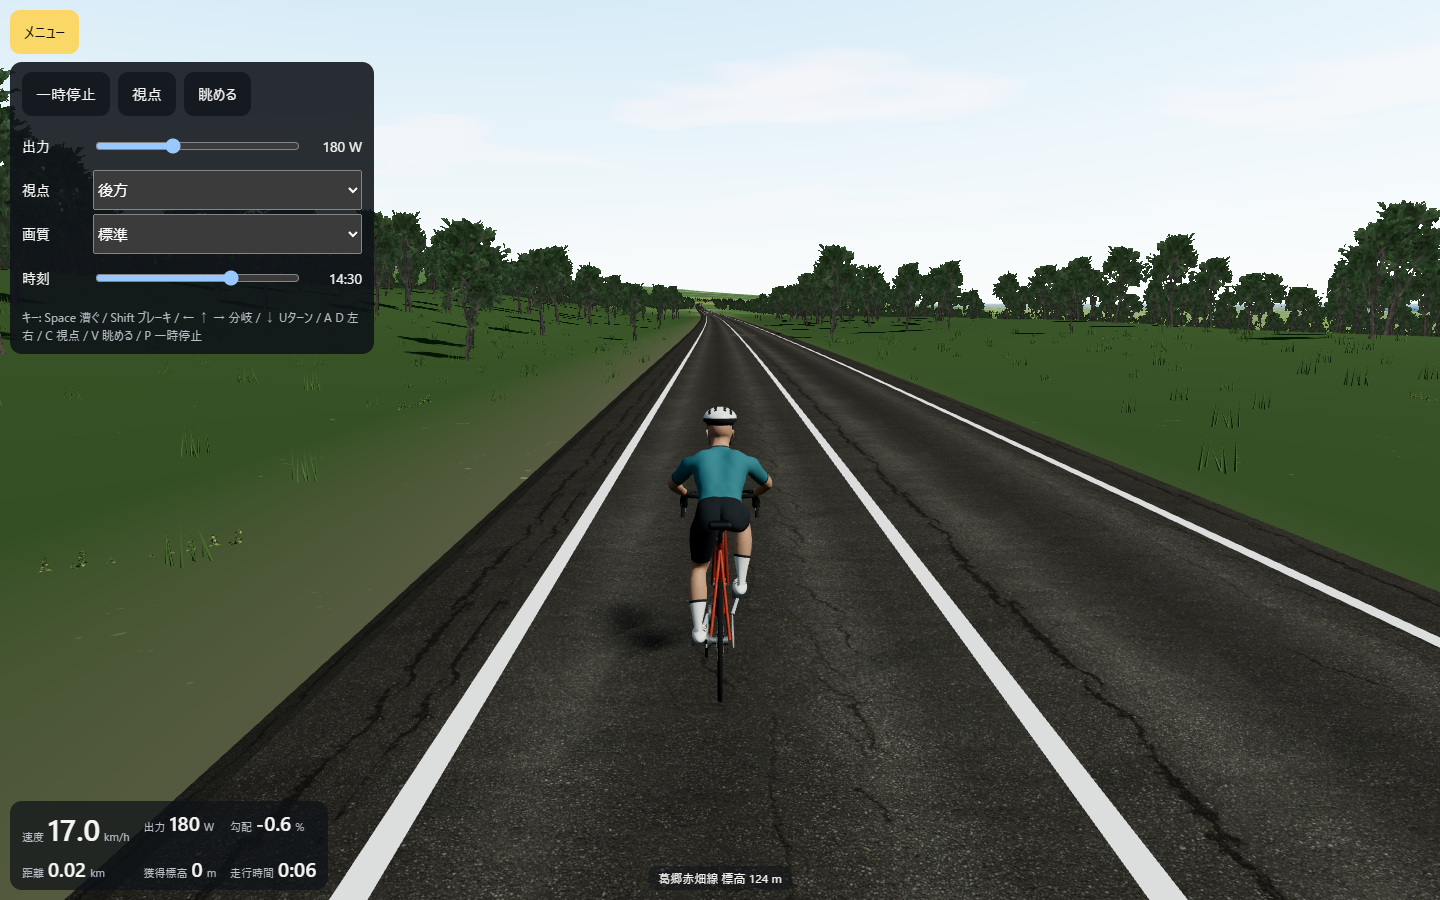 メニュー
一時停止 視点 眺める
出力 180 W
視点 後方
画質 標準
時刻 14:30
キー: Space 漕ぐ / Shift ブレーキ / ← ↑ → 分岐 / ↓ Uターン / A D 左
右 / C 視点 / V 眺める / P 一時停止
速度 17.0 km/h 出力 180 W 勾配 -0.6 %
距離 0.02 km 獲得標高 0 m 走行時間 0:06
葛郷赤畑線 標高 124 m